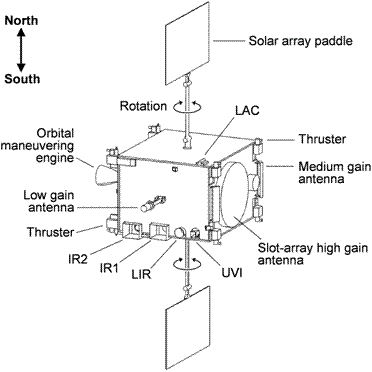 North
South
Solar array paddle
Rotation
LAC
Orbital
maneuvering
engine
Thruster
Medium gain
antenna
Low gain
antenna
Thruster
Slot-array high gain
antenna
IR2
IR1
LIR
UVI